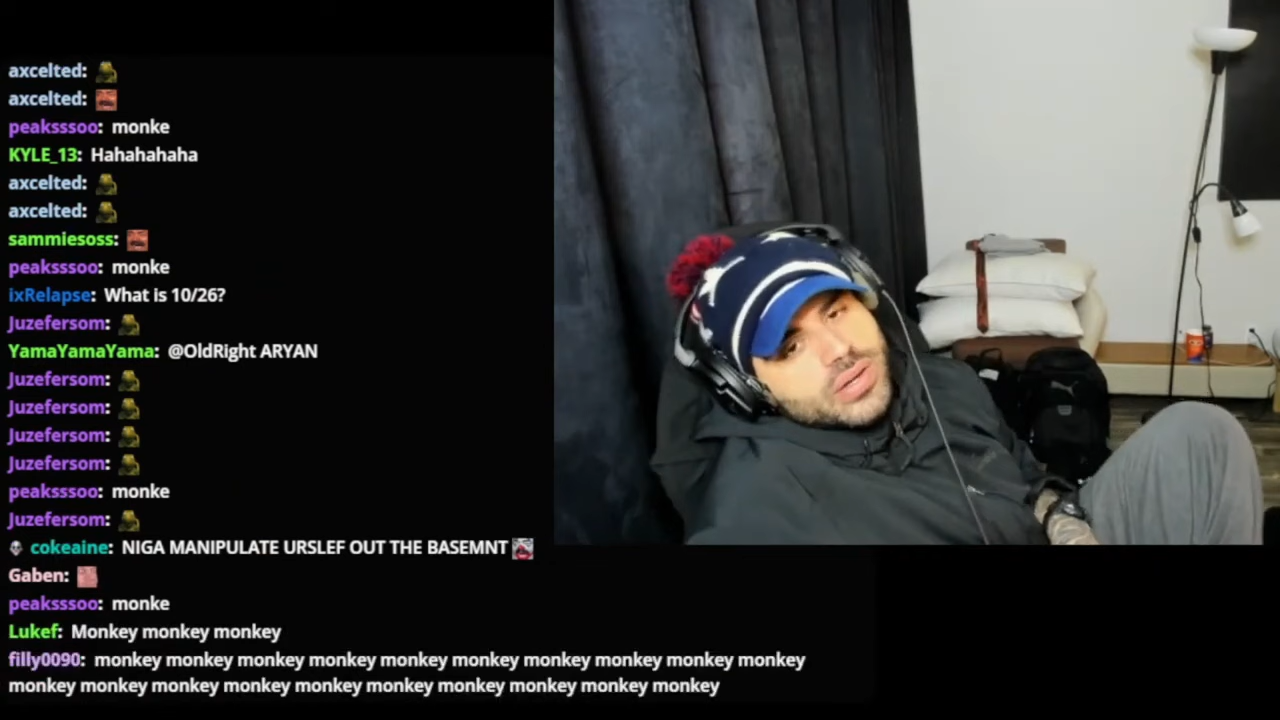 axcelted:
axcelted:
peaksssoo: monke
KYLE_13: Hahahahaha
axcelted:
axcelted:
sammiesoss:
peaksssoo: monke
ixRelapse: What is 10/26?
Juzefersom:
YamaYamaYama: @OldRight ARYAN
Juzefersom:
Juzefersom:
Juzefersom:
Juzefersom:
peaksssoo: monke
Juzefersom:
cokeaine: NIGA MANIPULATE URSLEF OUT THE BASEMNT
Gaben:
peaksssoo: monke
Lukef: Monkey monkey monkey
filly0090: monkey monkey monkey monkey monkey monkey monkey monkey monkey monkey
monkey monkey monkey monkey monkey monkey monkey monkey monkey monkey